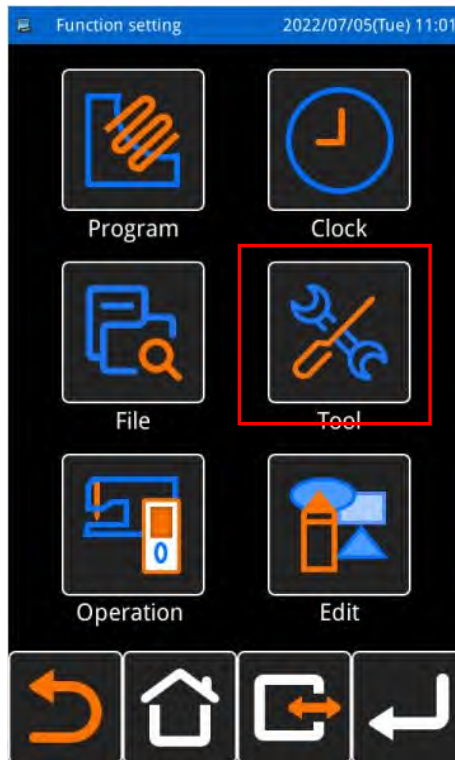 Function setting 2022/07/05(Tue) 11:01
Program Clock
File Tool
Operation Edit